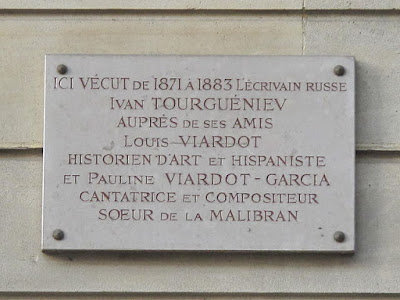 ICI VÉCUT DE 1871 À 1883 L'ÉCRIVAIN RUSSE
IVAN TOURGUÉNIEV
AUPRÈS DE SES AMIS
LOUIS VIARDOT
HISTORIEN D'ART ET HISPANISTE
ET PAULINE VIARDOT-GARCIA
CANTATRICE ET COMPOSITEUR
SOEUR DE LA MALIBRAN